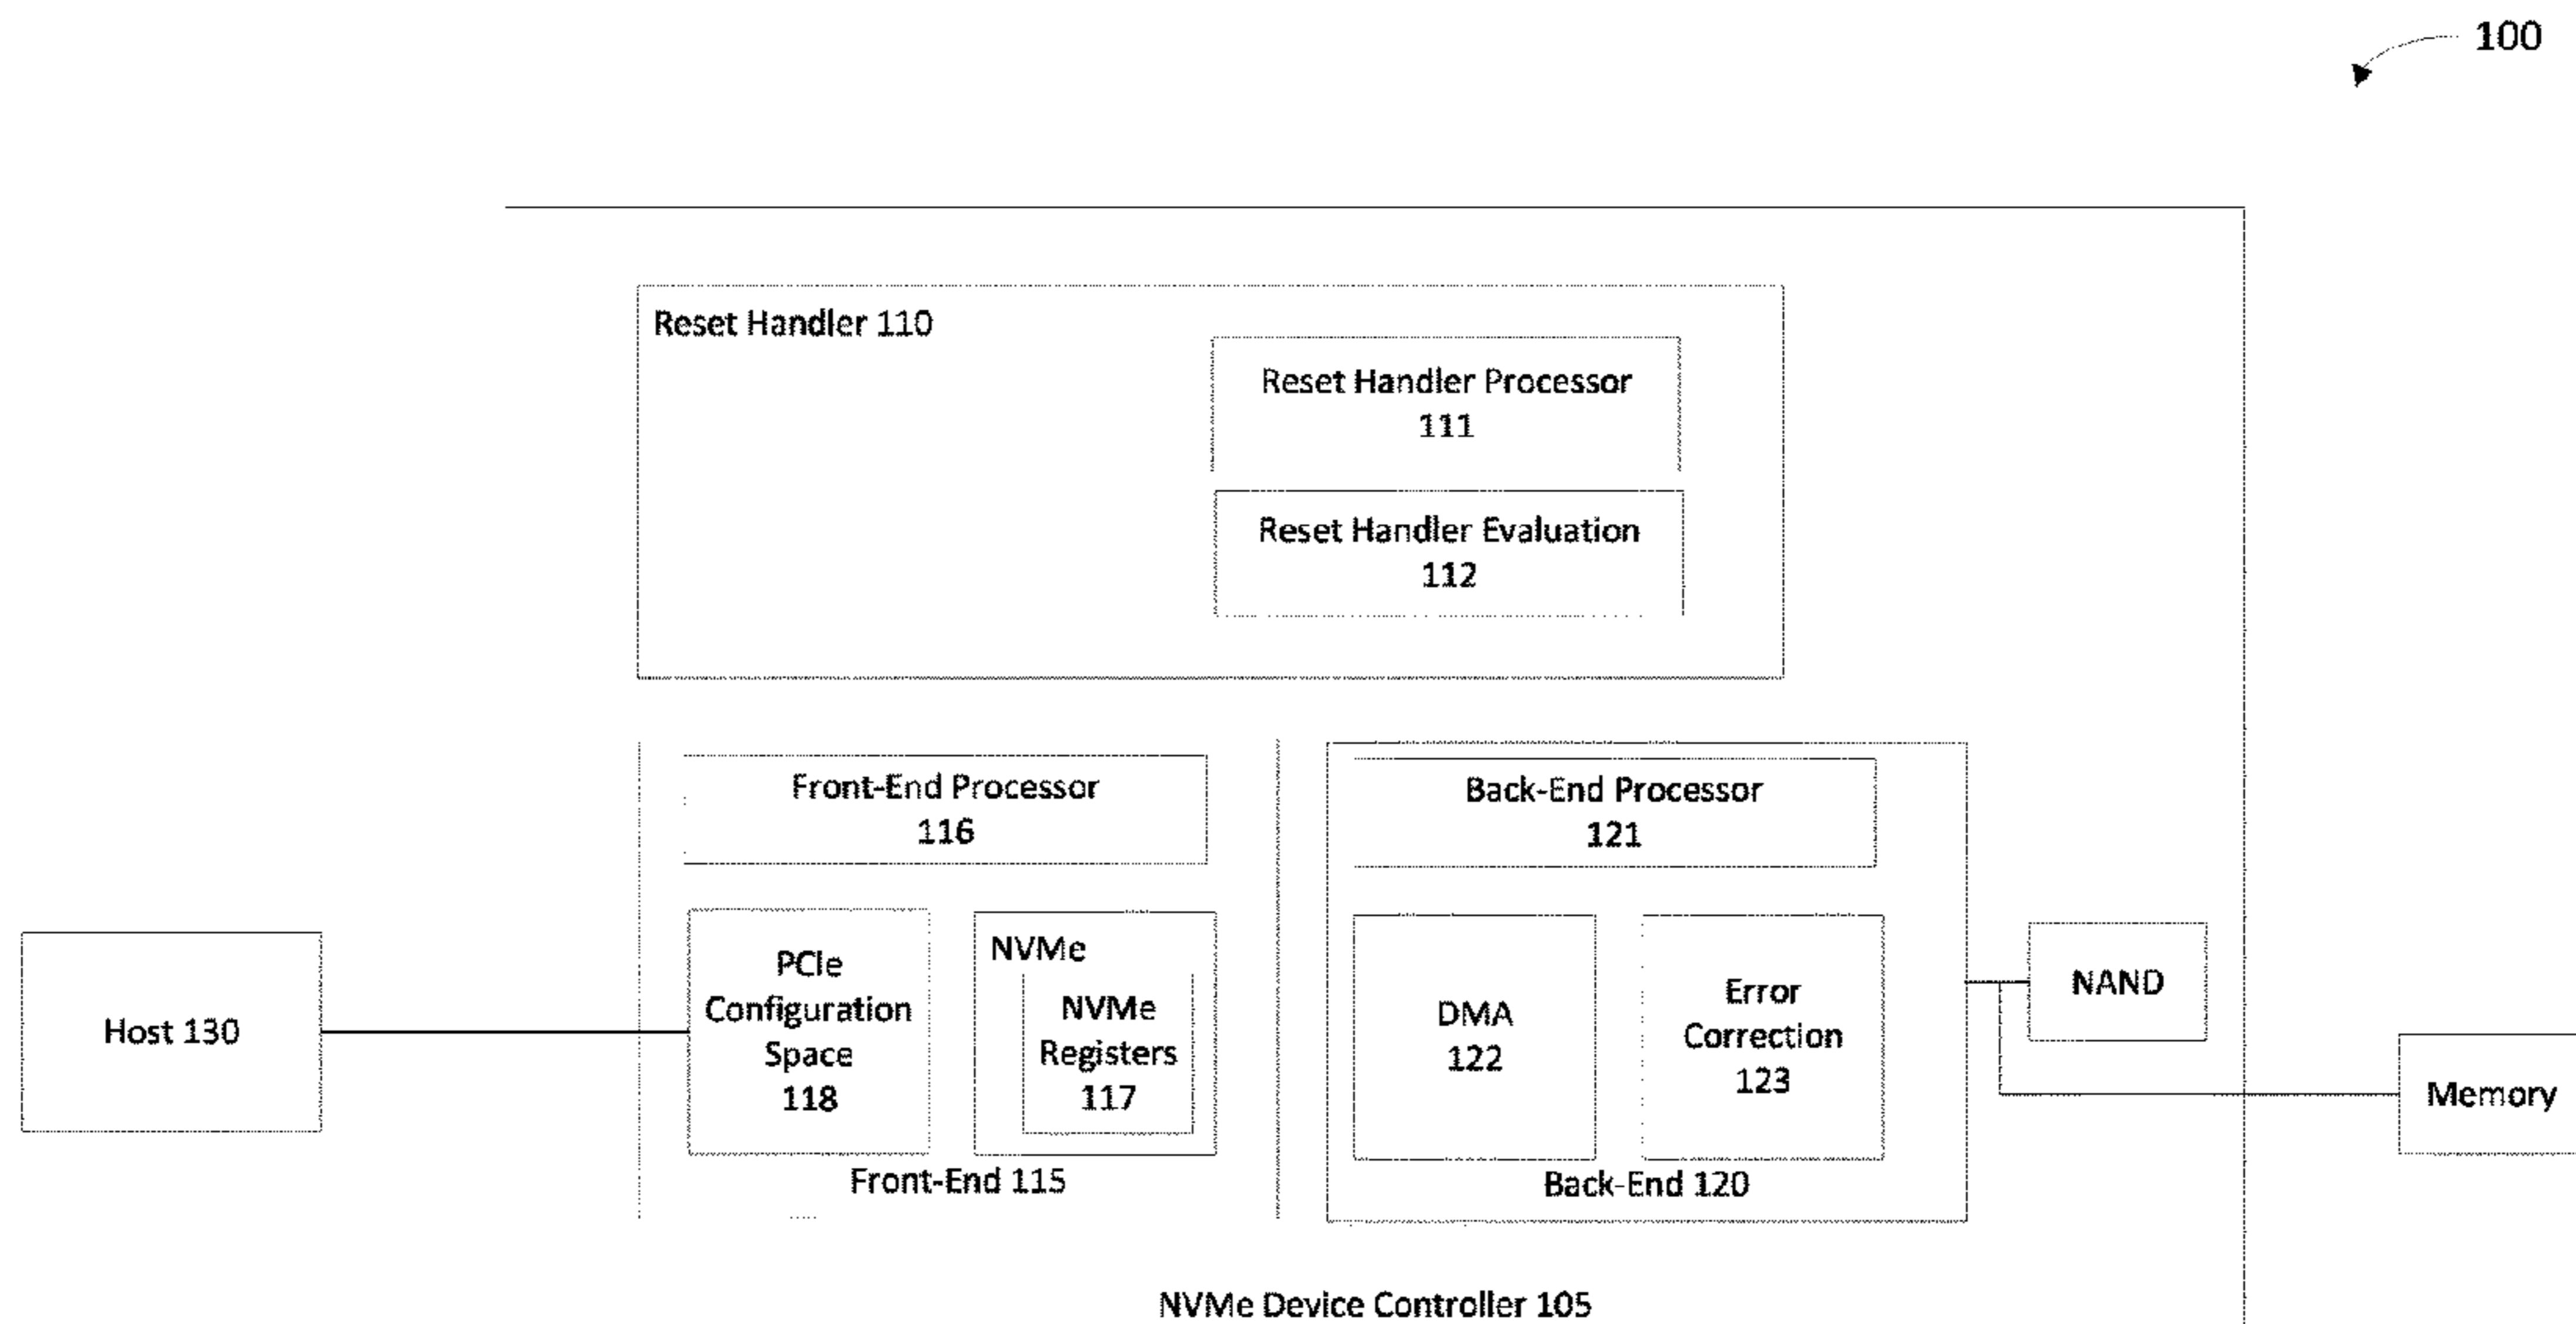 100
Reset Handler 110
Reset Handler Processor
111
Reset Handler Evaluation
112
Front-End Processor
116
Back-End Processor
121
Host 130
PCIe
Configuration
Space
118
NVMe
NVMe
Registers
117
Front-End 115
DMA
122
Error
Correction
123
Back-End 120
NAND
Memory
NVMe Device Controller 105